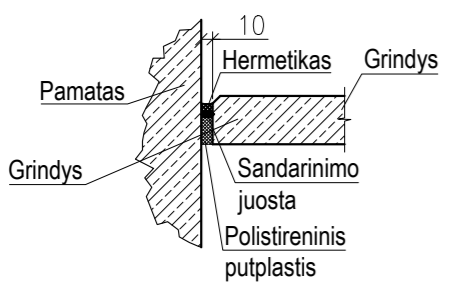 10
Hermetikas
Grindys
Pamatas
Grindys
Sandarinimo
juosta
Polistireninis
putplastis